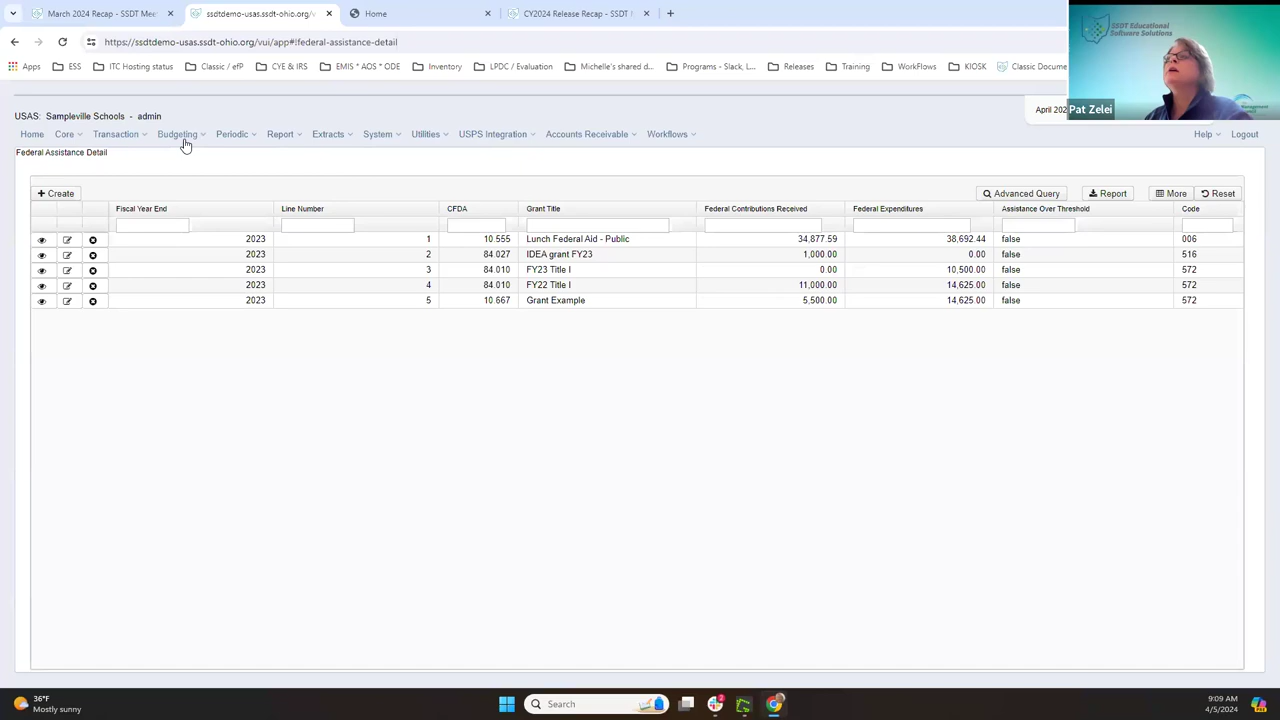 March 2024 Recap - SSDT Mee
ssdtdemo-usas.ssdt-ohio.org/v
Home
CY2024 Release Recap - SSDT
https://ssdtdemo-usas.ssdt-ohio.org/vui/app#!federal-assistance-detail
Apps
ESS
ITC Hosting status
Classic / efP
CYE & IRS
EMIS * AOS * ODE
Inventory
LPDC / Evaluation
Michelle's shared d...
Programs - Slack, L...
Releases
Training
WorkFlows
KIOSK
Classic Docume
SSDT Educational
Software Solutions
Pat Zelei
USAS: Sampleville Schools - admin
April 202
Home Core Transaction Budgeting Periodic Report Extracts System Utilities USPS Integration Accounts Receivable Workflows Help Logout
Federal Assistance Detail
Create Advanced Query Report More Reset
Fiscal Year End Line Number CFDA Grant Title Federal Contributions Received Federal Expenditures Assistance Over Threshold Code
2023 1 10.555 Lunch Federal Aid - Public 34,877.59 38,692.44 false 006
2023 2 84.027 IDEA grant FY23 1,000.00 0.00 false 516
2023 3 84.010 FY23 Title I 0.00 10,500.00 false 572
2023 4 84.010 FY22 Title I 11,000.00 14,625.00 false 572
2023 5 10.667 Grant Example 5,500.00 14,625.00 false 572
36°F
Mostly sunny
Search
9:09 AM
4/5/2024